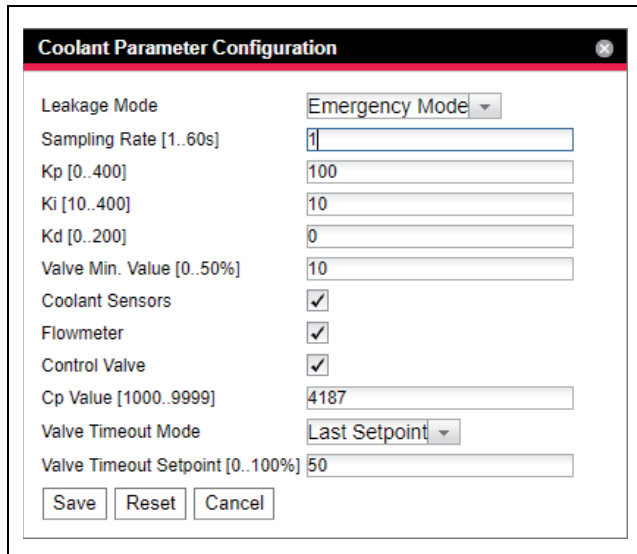 Coolant Parameter Configuration
Leakage Mode Emergency Mode
Sampling Rate [1..60s] 1
Kp [0..400] 100
Ki [10..400] 10
Kd [0..200] 0
Valve Min. Value [0..50%] 10
Coolant Sensors
Flowmeter
Control Valve
Cp Value [1000..9999] 4187
Valve Timeout Mode Last Setpoint
Valve Timeout Setpoint [0..100%] 50
Save Reset Cancel